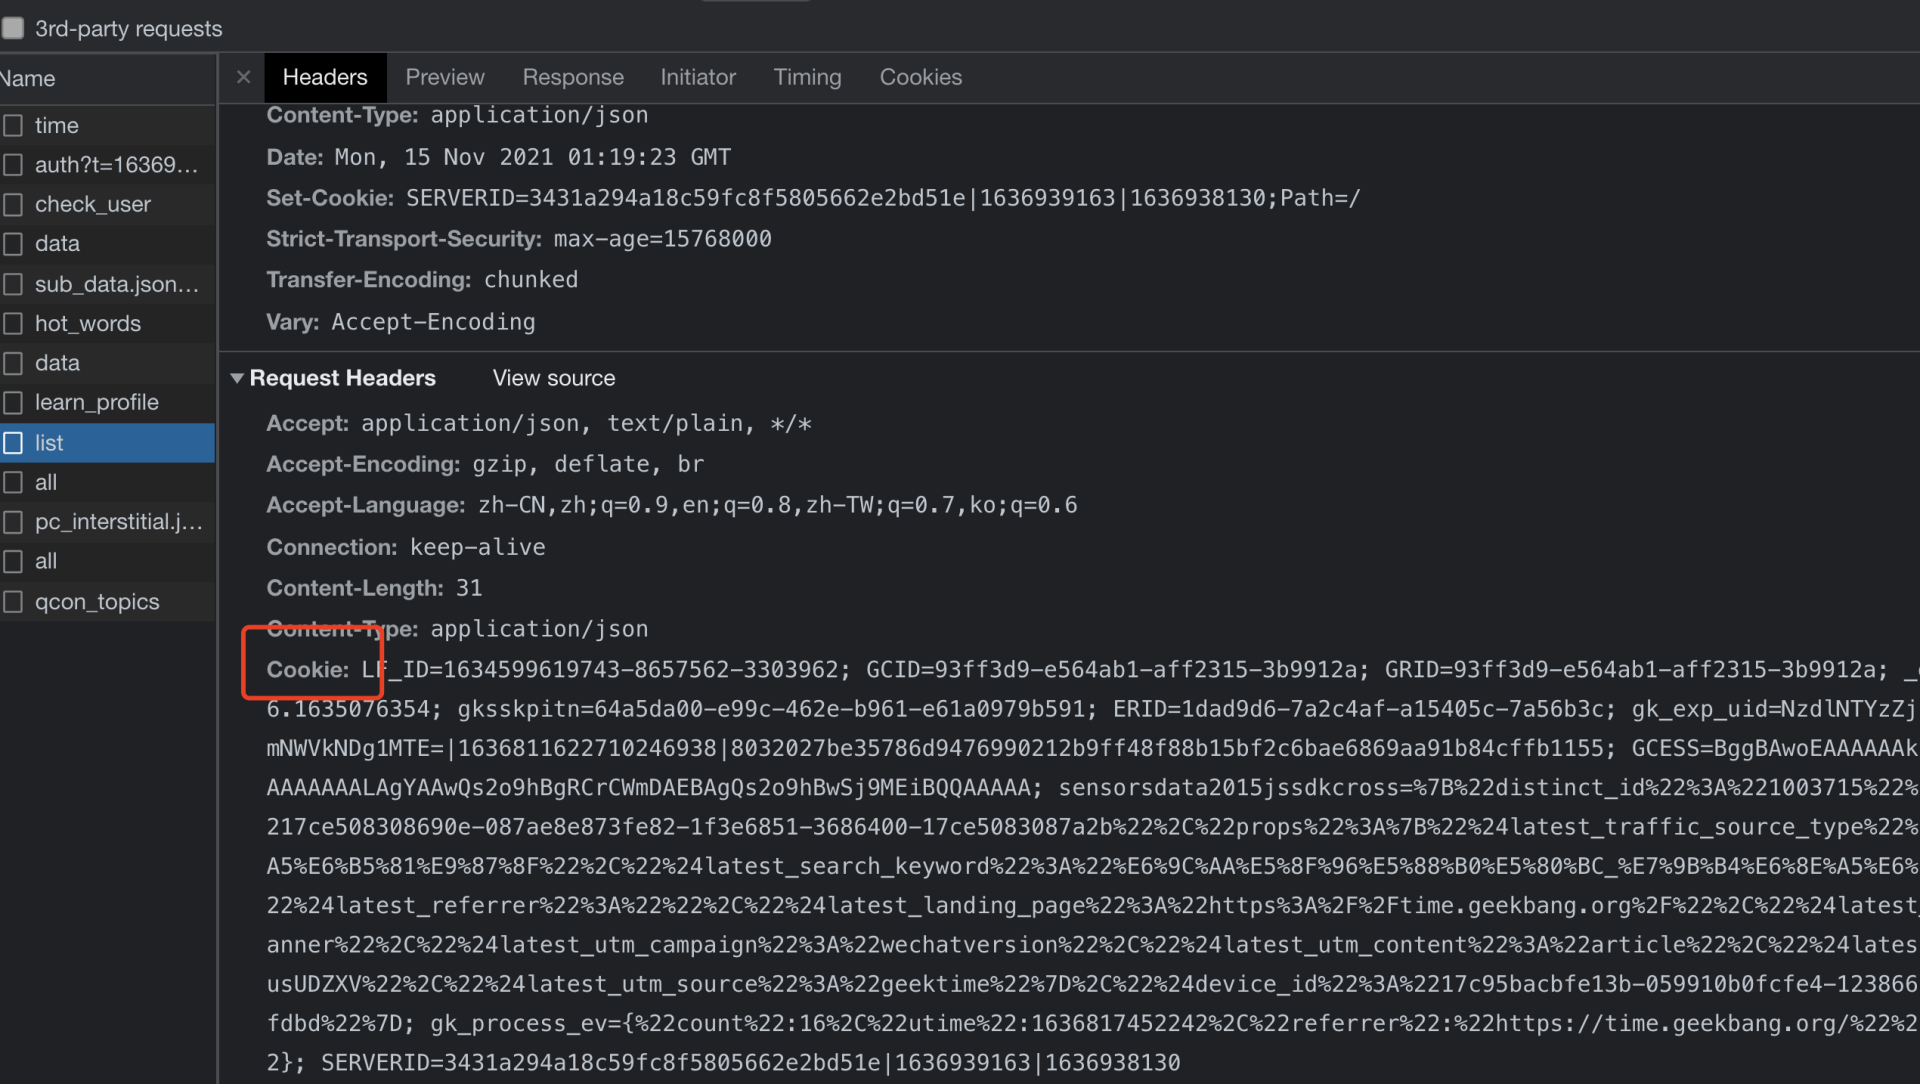 3rd-party requests
Name
time
auth?t=16369...
check_user
data
sub_data.json...
hot_words
data
learn_profile
list
all
pc_interstitial.j...
all
qcon_topics
× Headers Preview Response Initiator Timing Cookies
Content-Type: application/json
Date: Mon, 15 Nov 2021 01:19:23 GMT
Set-Cookie: SERVERID=3431a294a18c59fc8f5805662e2bd51e|1636939163|1636938130;Path=/
Strict-Transport-Security: max-age=15768000
Transfer-Encoding: chunked
Vary: Accept-Encoding
▼ Request Headers View source
Accept: application/json, text/plain, */*
Accept-Encoding: gzip, deflate, br
Accept-Language: zh-CN,zh;q=0.9,en;q=0.8,zh-TW;q=0.7,ko;q=0.6
Connection: keep-alive
Content-Length: 31
Content-Type: application/json
Cookie: LF_ID=1634599619743-8657562-3303962; GCID=93ff3d9-e564ab1-aff2315-3b9912a; GRID=93ff3d9-e564ab1-aff2315-3b9912a;
6.1635076354; gksskpitn=64a5da00-e99c-462e-b961-e61a0979b591; ERID=1dad9d6-7a2c4af-a15405c-7a56b3c; gk_exp_uid=NzdlNTYzZj
mNWVkNDg1MTE=|1636811622710246938|8032027be35786d9476990212b9ff48f88b15bf2c6bae6869aa91b84cffb1155; GCESS=BggBAwoEAAAAAAk
AAAAAAALAgYAAwQs2o9hBgRCrCWmDAEBAgQs2o9hBwSj9MEiBQQAAAAA; sensorsdata2015jssdkcross=%7B%22distinct_id%22%3A%221003715%22%
217ce508308690e-087ae8e873fe82-1f3e6851-3686400-17ce5083087a2b%22%2C%22props%22%3A%7B%22%24latest_traffic_source_type%22%
A5%E6%B5%81%E9%87%8F%22%2C%22%24latest_search_keyword%22%3A%22%E6%9C%AA%E5%8F%96%E5%88%B0%E5%80%BC_%E7%9B%B4%E6%8E%A5%E6%
22%24latest_referrer%22%3A%22%22%2C%22%24latest_landing_page%22%3A%22https%3A%2F%2Ftime.geekbang.org%2F%22%2C%22%24latest_
anner%22%2C%22%24latest_utm_campaign%22%3A%22wechatversion%22%2C%22%24latest_utm_content%22%3A%22article%22%2C%22%24lates
usUDZXV%22%2C%22%24latest_utm_source%22%3A%22geektime%22%7D%2C%22%24device_id%22%3A%2217c95bacbfe13b-059910b0fcfe4-123866
fdbd%22%7D; gk_process_ev={%22count%22:16%2C%22utime%22:1636817452242%2C%22referrer%22:%22https://time.geekbang.org/%22%2
2}; SERVERID=3431a294a18c59fc8f5805662e2bd51e|1636939163|1636938130